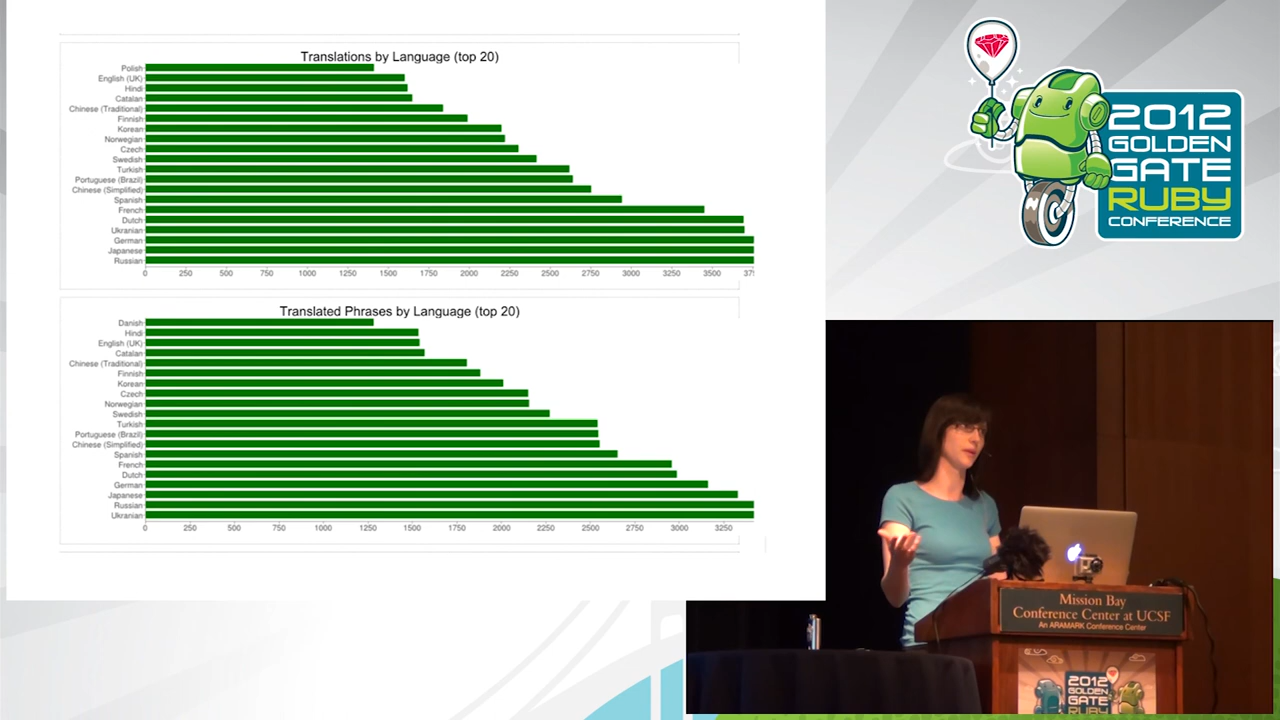 Translations by Language (top 20)
Polish
English (UK)
Hindi
Catalan
Chinese (Traditional)
Finnish
Korean
Norwegian
Czech
Swedish
Turkish
Portuguese (Brazil)
Chinese (Simplified)
Spanish
French
Dutch
Ukranian
German
Japanese
Russian
0 250 500 750 1000 1250 1500 1750 2000 2250 2500 2750 3000 3250 3500 375
Translated Phrases by Language (top 20)
Danish
Hindi
English (UK)
Catalan
Chinese (Traditional)
Finnish
Korean
Czech
Norwegian
Swedish
Turkish
Portuguese (Brazil)
Chinese (Simplified)
Spanish
French
Dutch
German
Japanese
Russian
Ukranian
0 250 500 750 1000 1250 1500 1750 2000 2250 2500 2750 3000 3250
2012
GOLDEN
GATE
RUBY
CONFERENCE
Mission Bay
Conference Center at UCSF
An ARAMARK Conference Center
2012
GOLDEN
GATE
RUBY